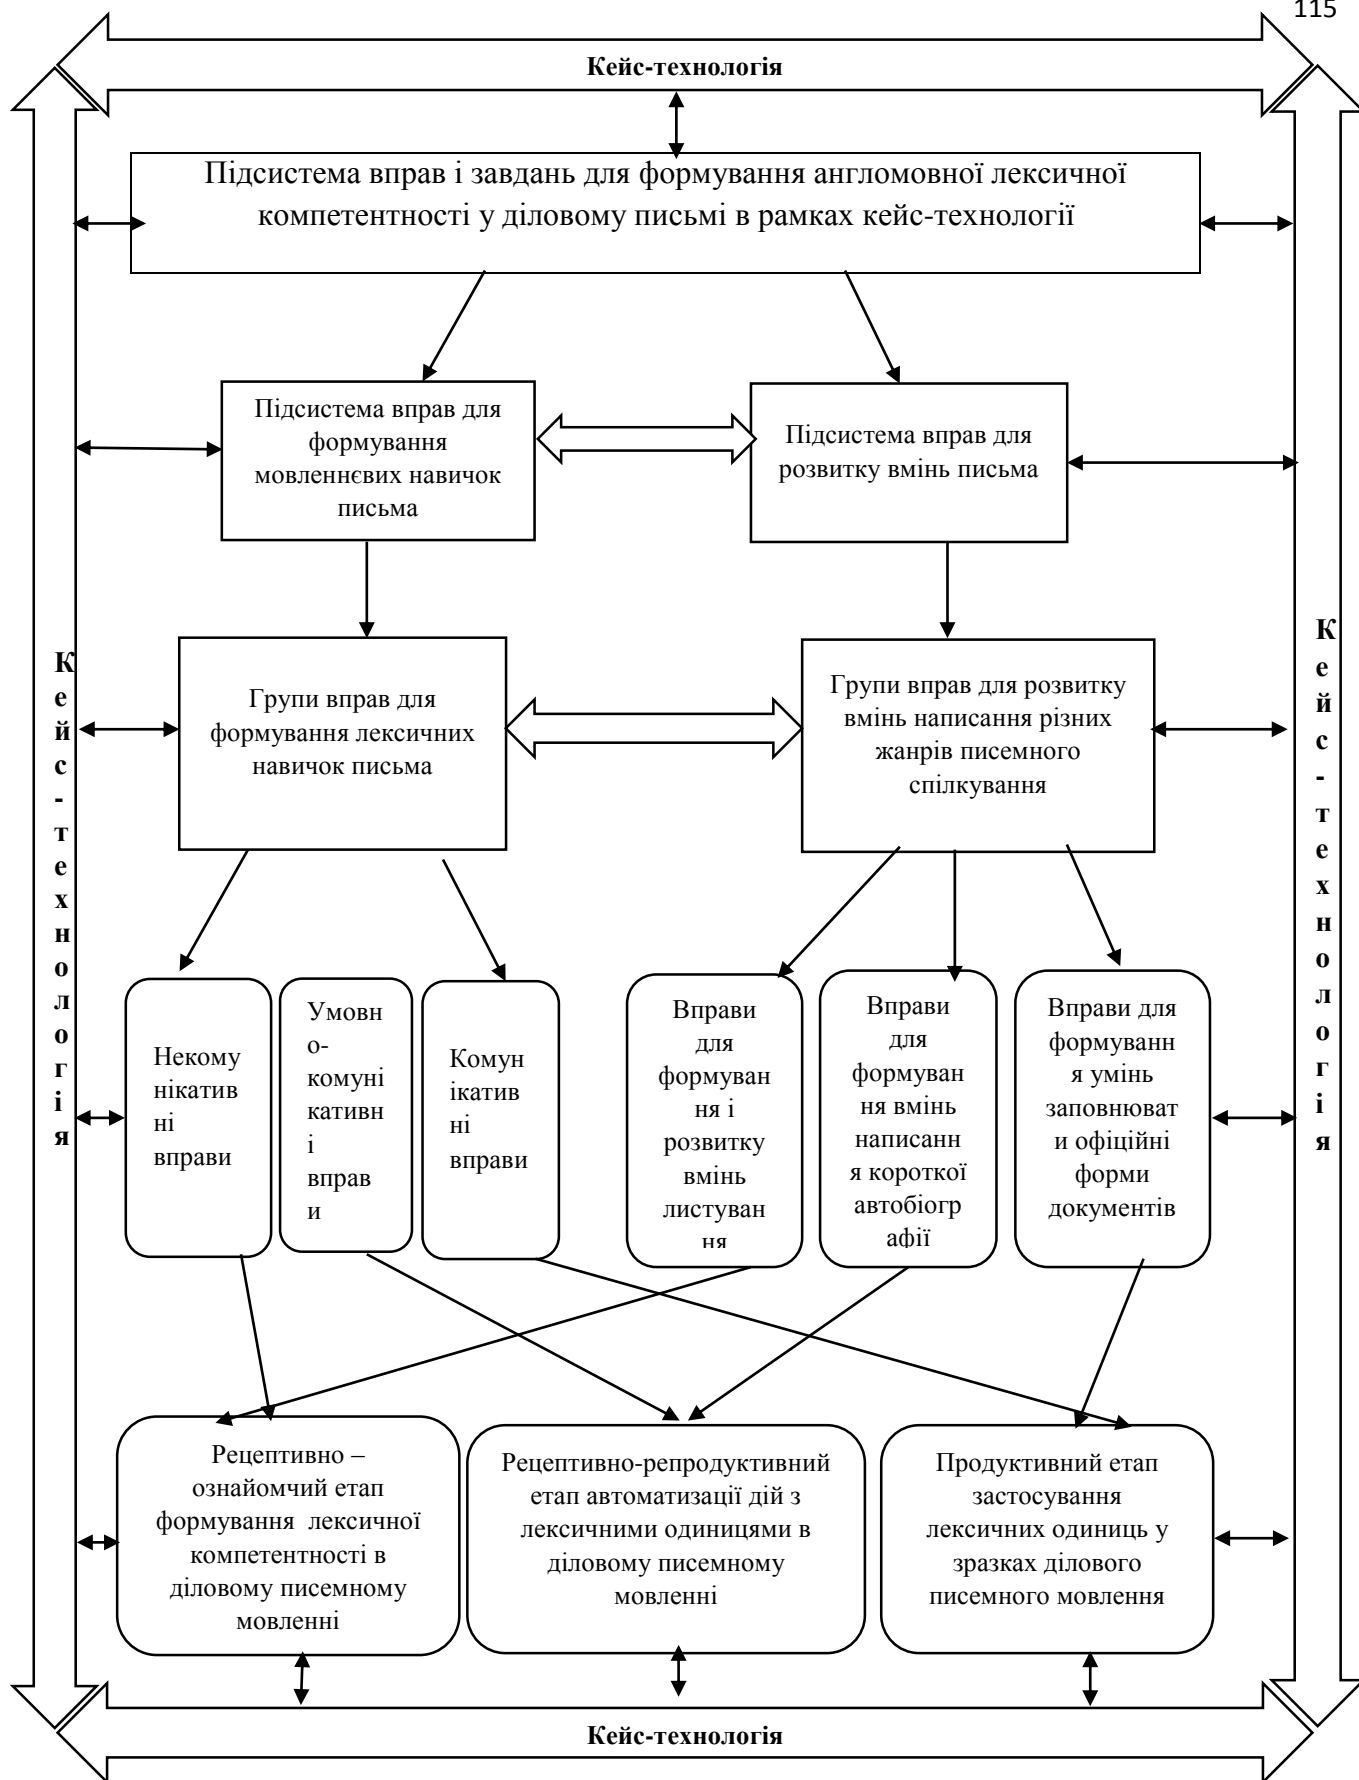 115
Кейс-технологія
Підсистема вправ і завдань для формування англомовної лексичної
компетентності у діловому письмі в рамках кейс-технології
Підсистема вправ для
формування
мовленнєвих навичок
письма
Підсистема вправ для
розвитку вмінь письма
Групи вправ для
формування лексичних
навичок письма
Групи вправ для розвитку
вмінь написання різних
жанрів писемного
спілкування
К
е
й
с
-
т
е
х
н
о
л
о
г
і
я
К
е
й
с
-
т
е
х
н
о
л
о
г
і
я
Некому
нікатив
ні
вправи
Умовн
о-
комуні
кативн
і
вправ
и
Комун
ікатив
ні
вправи
Вправи
для
формуван
ня і
розвитку
вмінь
листуван
ня
Вправи
для
формуван
ня вмінь
написанн
я короткої
автобіогр
афії
Вправи для
формуванн
я умінь
заповнюват
и офіційні
форми
документів
Рецептивно –
ознайомчий етап
формування лексичної
компетентності в
діловому писемному
мовленні
Рецептивно-репродуктивний
етап автоматизації дій з
лексичними одиницями в
діловому писемному
мовленні
Продуктивний етап
застосування
лексичних одиниць у
зразках ділового
писемного мовлення
Кейс-технологія